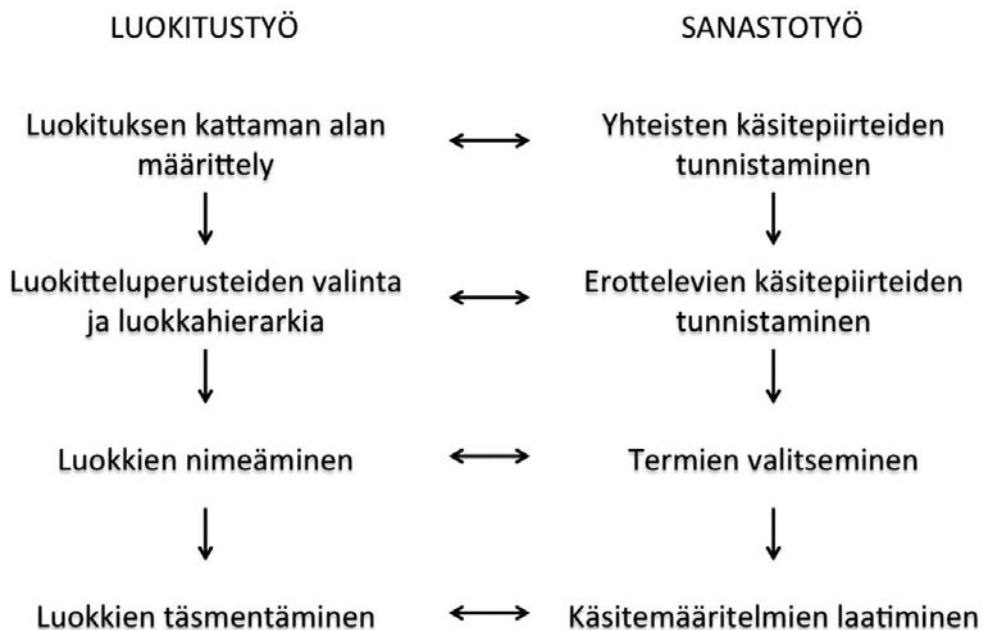 LUOKITUSTYÖ
SANASTOTYÖ
Luokituksen kattaman alan
määrittely
Yhteisten käsitepiirteiden
tunnistaminen
Luokitteluperusteiden valinta
ja luokkahierarkia
Erottelevien käsitepiirteiden
tunnistaminen
Luokkien nimeäminen
Termien valitseminen
Luokkien täsmentäminen
Käsitemääritelmien laatiminen